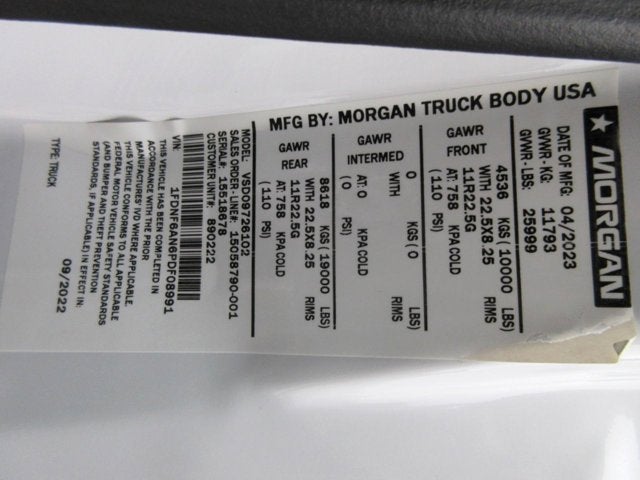 MORGAN
MFG BY: MORGAN TRUCK BODY USA
DATE OF MFG: 04/2023
GVWR - KG: 11793
GVWR - LBS: 25999
GAWR
FRONT
4536 KGS (10000 LBS)
WITH 22.5X8.25 RIMS
11R22.5G
AT: 758 KPA COLD
(110 PSI)
GAWR
INTERMED
0 KGS (0 LBS)
WITH RIMS
AT: 0 KPA COLD
(0 PSI)
GAWR
REAR
8618 KGS (19000 LBS)
WITH 22.5X8.25 RIMS
11R22.5G
AT: 758 KPA COLD
(110 PSI)
MODEL: VSD09726102
SALES ORDER - LINE#: 15058790-001
SERIAL#: 15518678
CUSTOMER UNIT#: 890222
VIN: 1FDNF6AN6PDF08991
THIS VEHICLE HAS BEEN COMPLETED IN
ACCORDANCE WITH THE PRIOR
MANUFACTURES' IVD WHERE APPLICABLE.
THIS VEHICLE CONFORMS TO ALL APPLICABLE
FEDERAL MOTOR VEHICLE SAFETY STANDARDS
(AND BUMPER AND THEFT PREVENTION
STANDARDS, IF APPLICABLE) IN EFFECT IN:
09/2022
TYPE: TRUCK